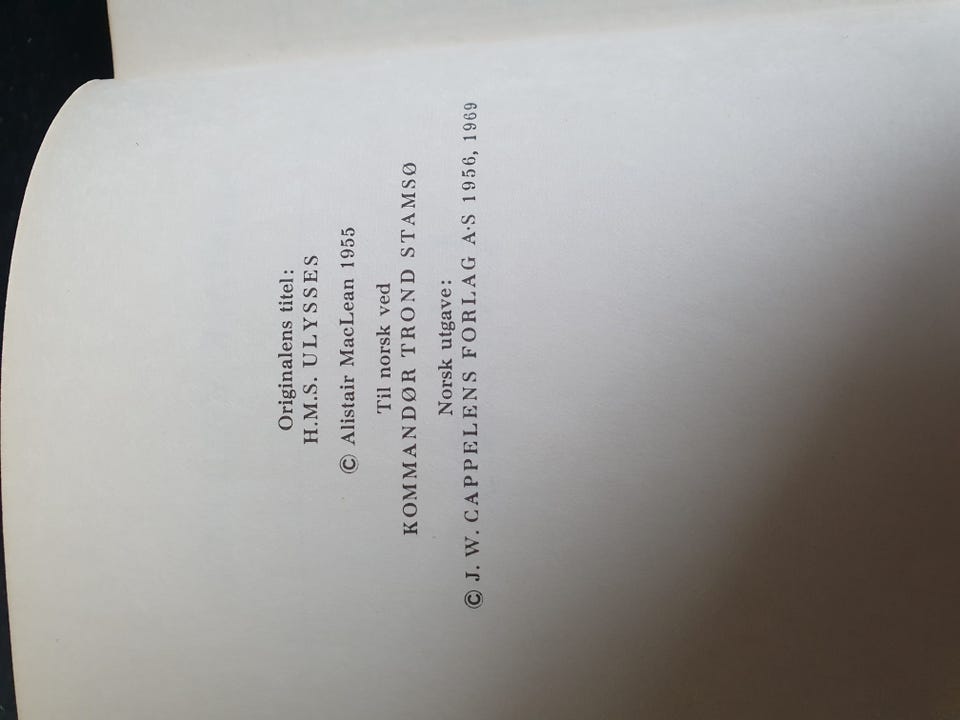 Originalens titel:
H.M.S. ULYSSES
© Alistair MacLean 1955
Til norsk ved
KOMMANDØR TROND STAMSØ
Norsk utgave:
© J. W. CAPPELENS FORLAG A·S 1956, 1969